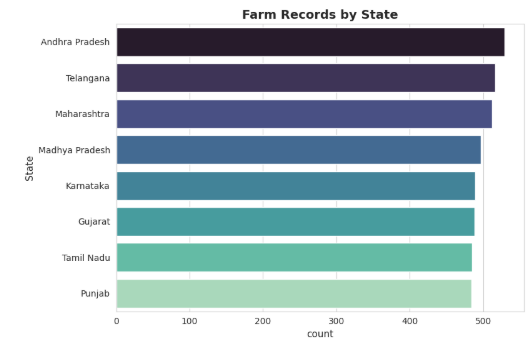 Farm Records by State
Andhra Pradesh
Telangana
Maharashtra
Madhya Pradesh
Karnataka
Gujarat
Tamil Nadu
Punjab
State
0 100 200 300 400 500
count